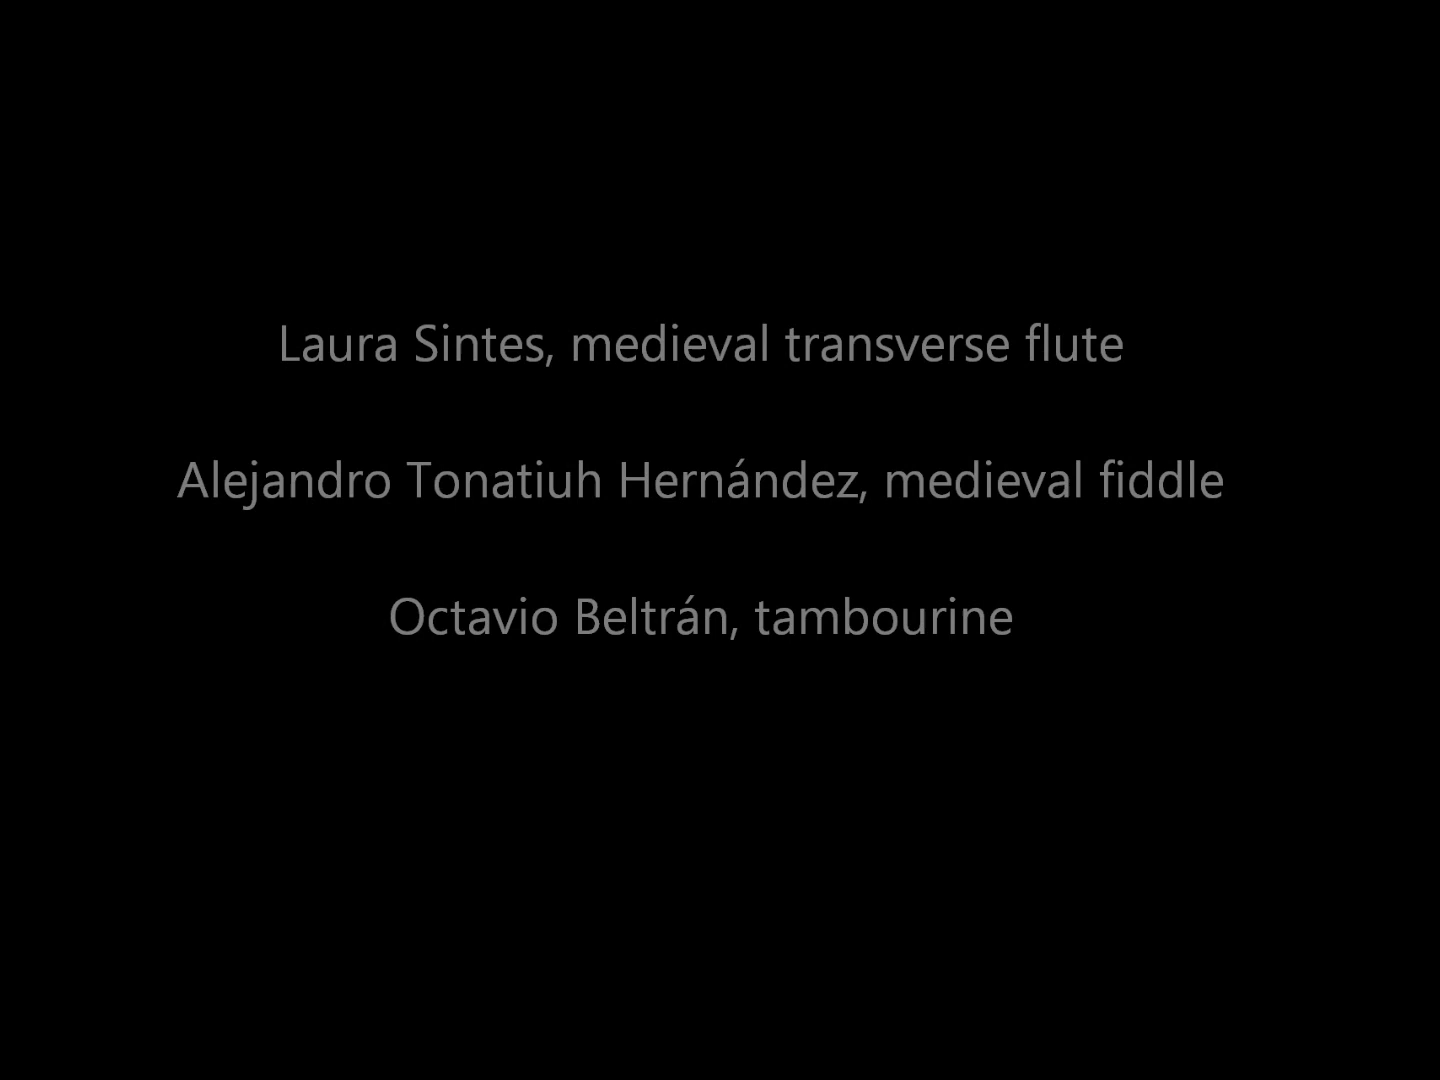 Laura Sintes, medieval transverse flute
Alejandro Tonatiuh Hernández, medieval fiddle
Octavio Beltrán, tambourine